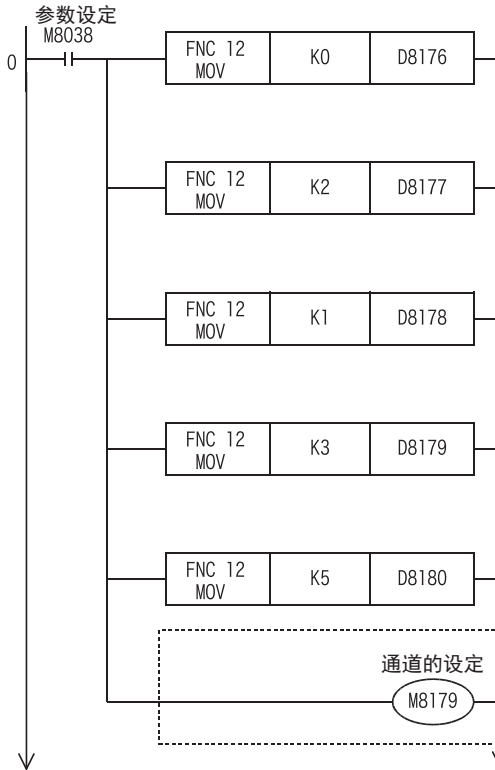 参数设定
M8038
0
FNC 12 K0 D8176
MOV
FNC 12 K2 D8177
MOV
FNC 12 K1 D8178
MOV
FNC 12 K3 D8179
MOV
FNC 12 K5 D8180
MOV
通道的设定
M8179